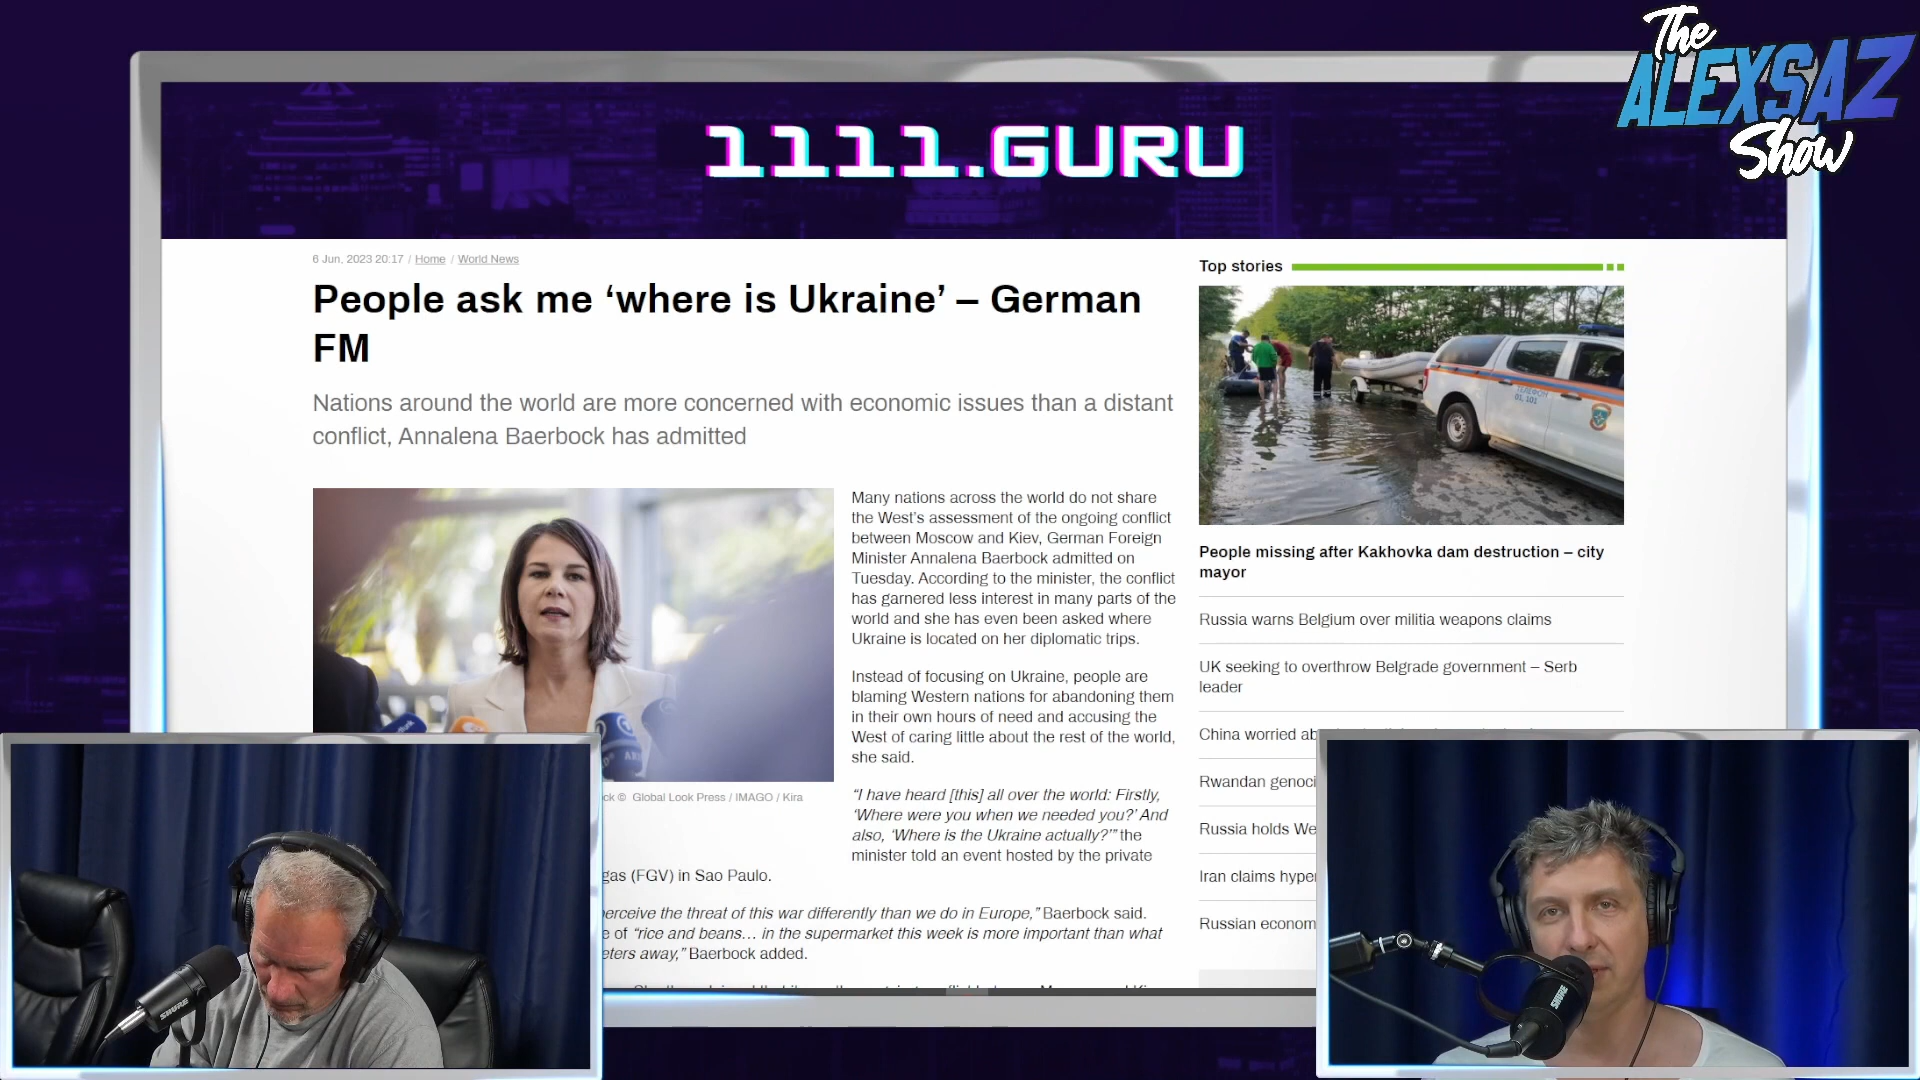 The
ALEXSAZ
Show
1111.GURU
6 Jun, 2023 20:17 / Home / World News
People ask me ‘where is Ukraine’ – German
FM
Nations around the world are more concerned with economic issues than a distant
conflict, Annalena Baerbock has admitted
Many nations across the world do not share
the West’s assessment of the ongoing conflict
between Moscow and Kiev, German Foreign
Minister Annalena Baerbock admitted on
Tuesday. According to the minister, the conflict
has garnered less interest in many parts of the
world and she has even been asked where
Ukraine is located on her diplomatic trips.
Instead of focusing on Ukraine, people are
blaming Western nations for abandoning them
in their own hours of need and accusing the
West of caring little about the rest of the world,
she said.
“I have heard [this] all over the world: Firstly,
‘Where were you when we needed you?’ And
also, ‘Where is the Ukraine actually?’” the
minister told an event hosted by the private
ck © Global Look Press / IMAGO / Kira
gas (FGV) in Sao Paulo.
perceive the threat of this war differently than we do in Europe,” Baerbock said.
e of “rice and beans… in the supermarket this week is more important than what
eters away,” Baerbock added.
Top stories
ТЕЛЕФОН
01, 101
People missing after Kakhovka dam destruction – city
mayor
Russia warns Belgium over militia weapons claims
UK seeking to overthrow Belgrade government – Serb
leader
China worried ab
Rwandan genoci
Russia holds We
Iran claims hyper
Russian econom
SHURE
SHURE